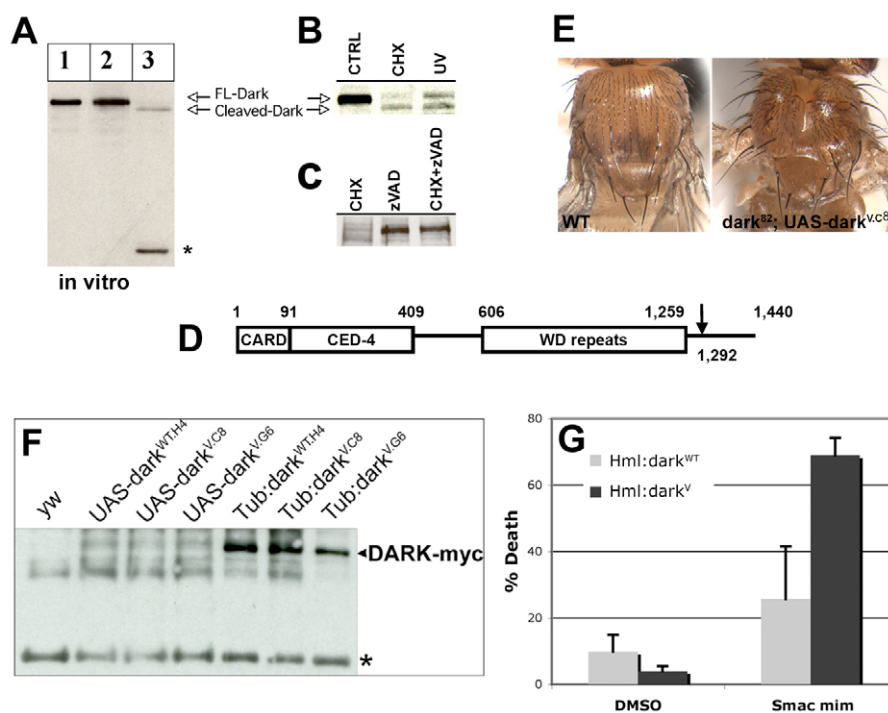 A
1 2 3
FL-Dark
Cleaved-Dark
*
in vitro
B
CTRL CHX UV
C
CHX zVAD CHX+zVAD
E
WT
dark82; UAS-darkV.C8
D
1 91 409 606 1,259 1,440
CARD CED-4 WD repeats
1,292
F
yw UAS-darkWT.H4 UAS-darkV.C8 UAS-darkV.G6 Tub:darkWT.H4 Tub:darkV.C8 Tub:darkV.G6
DARK-myc
*
G
80
60
40
20
0
% Death
Hml:darkWT
Hml:darkV
DMSO Smac mim